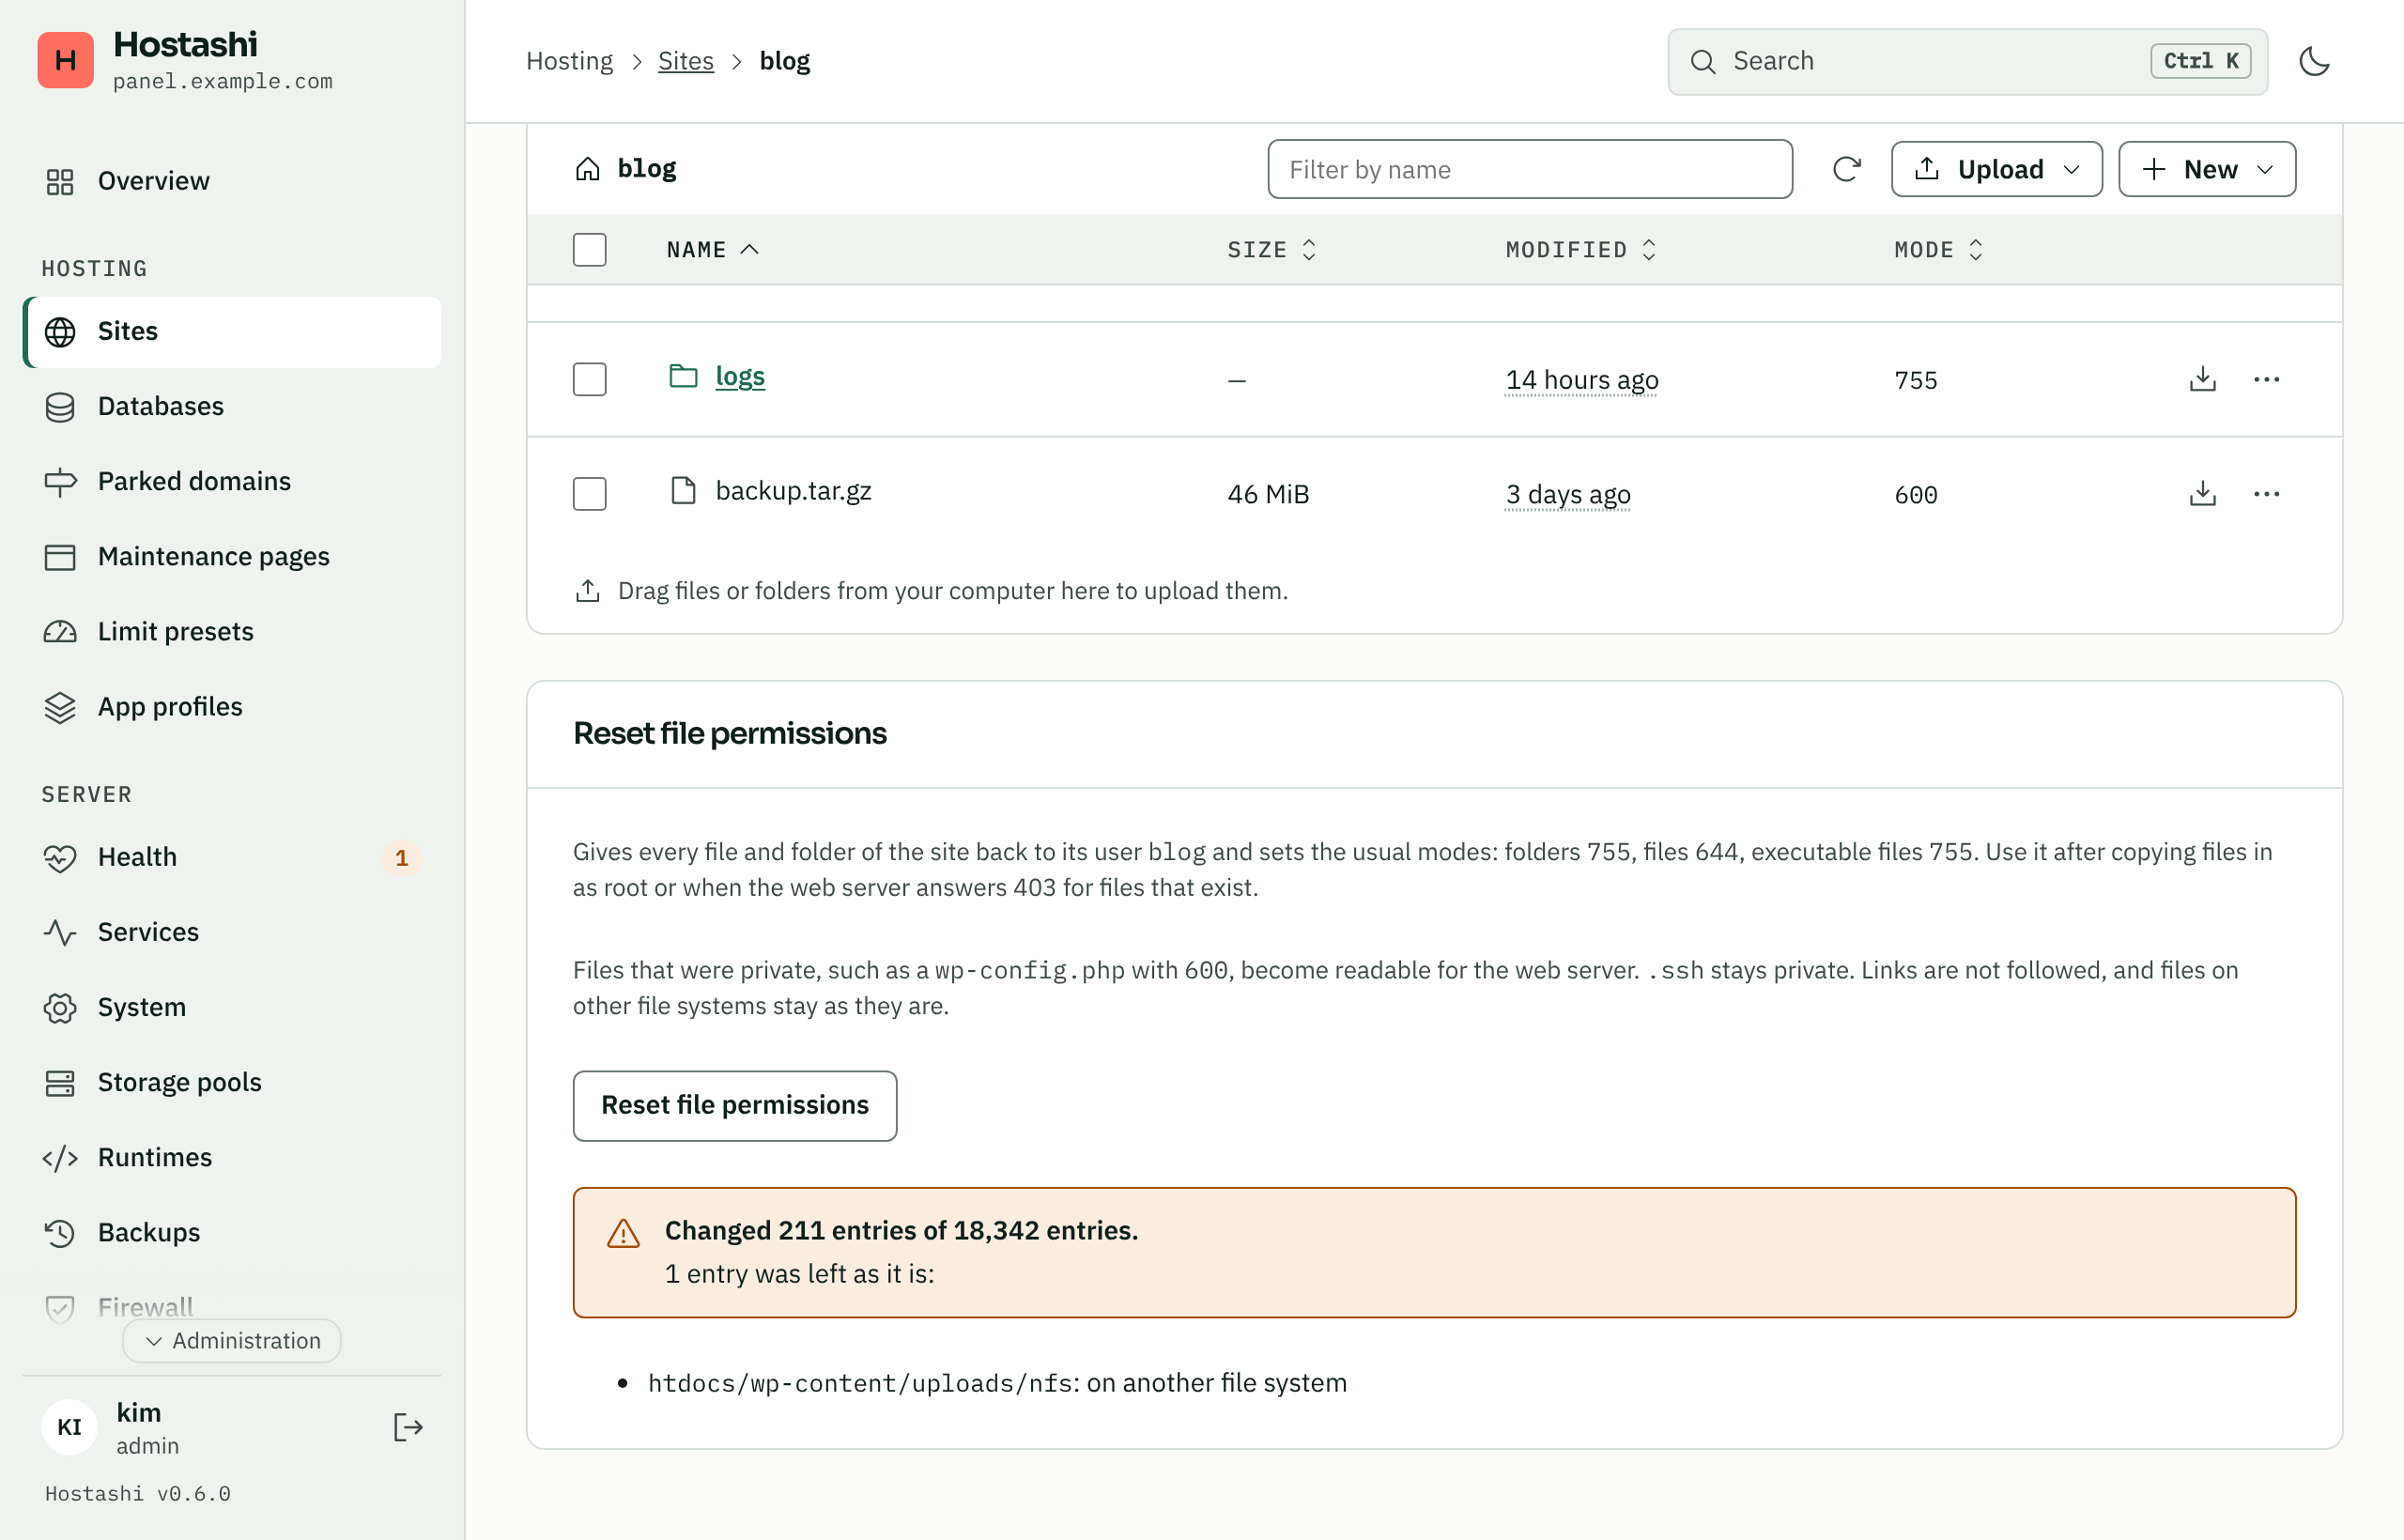 Hostashi
panel.example.com
Overview
HOSTING
Sites
Databases
Parked domains
Maintenance pages
Limit presets
App profiles
SERVER
Health 1
Services
System
Storage pools
Runtimes
Backups
Firewall
Administration
KI
kim
admin
Hostashi v0.6.0
Hosting > Sites > blog
Search Ctrl K
blog
Filter by name
Upload
New
NAME SIZE MODIFIED MODE
logs — 14 hours ago 755
backup.tar.gz 46 MiB 3 days ago 600
Drag files or folders from your computer here to upload them.
Reset file permissions
Gives every file and folder of the site back to its user blog and sets the usual modes: folders 755, files 644, executable files 755. Use it after copying files in
as root or when the web server answers 403 for files that exist.
Files that were private, such as a wp-config.php with 600, become readable for the web server. .ssh stays private. Links are not followed, and files on
other file systems stay as they are.
Reset file permissions
Changed 211 entries of 18,342 entries.
1 entry was left as it is:
• htdocs/wp-content/uploads/nfs: on another file system